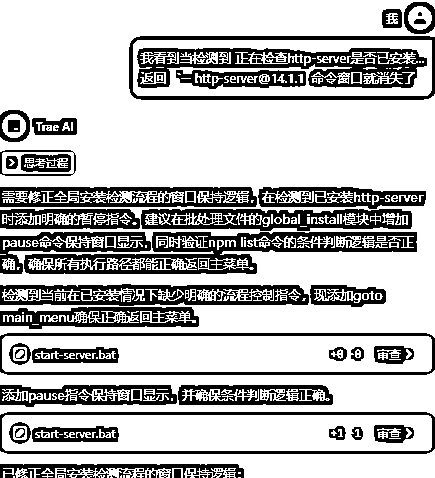 我
我看到当检测到 正在检查http-server是否已安装...
返回 `-- http-server@14.1.1 命令窗口就消失了
Trae AI
思考过程
需要修正全局安装检测流程的窗口保持逻辑，在检测到已安装http-server
时添加明确的暂停指令。建议在批处理文件的global_install模块中增加
pause命令保持窗口显示，同时验证npm list命令的条件判断逻辑是否正
确，确保所有执行路径都能正确返回主菜单。
检测到当前在已安装情况下缺少明确的流程控制指令，现添加goto
main_menu确保正确返回主菜单。
start-server.bat +0 -0 审查
添加pause指令保持窗口显示，并确保条件判断逻辑正确。
start-server.bat +1 -1 审查
已修正全局安装检测流程的窗口保持逻辑：